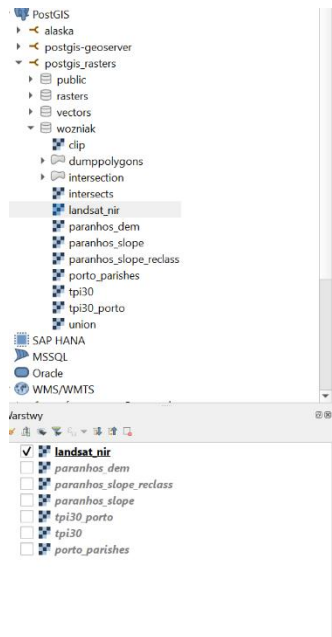 PostGIS
alaska
postgis-geoserver
postgis_rasters
public
rasters
vectors
wozniak
clip
dumppolygons
intersection
intersects
landsat_nir
paranhos_dem
paranhos_slope
paranhos_slope_reclass
porto_parishes
tpi30
tpi30_porto
union
SAP HANA
MSSQL
Oracle
WMS/WMTS
Varstwy
landsat_nir
paranhos_dem
paranhos_slope_reclass
paranhos_slope
tpi30_porto
tpi30
porto_parishes